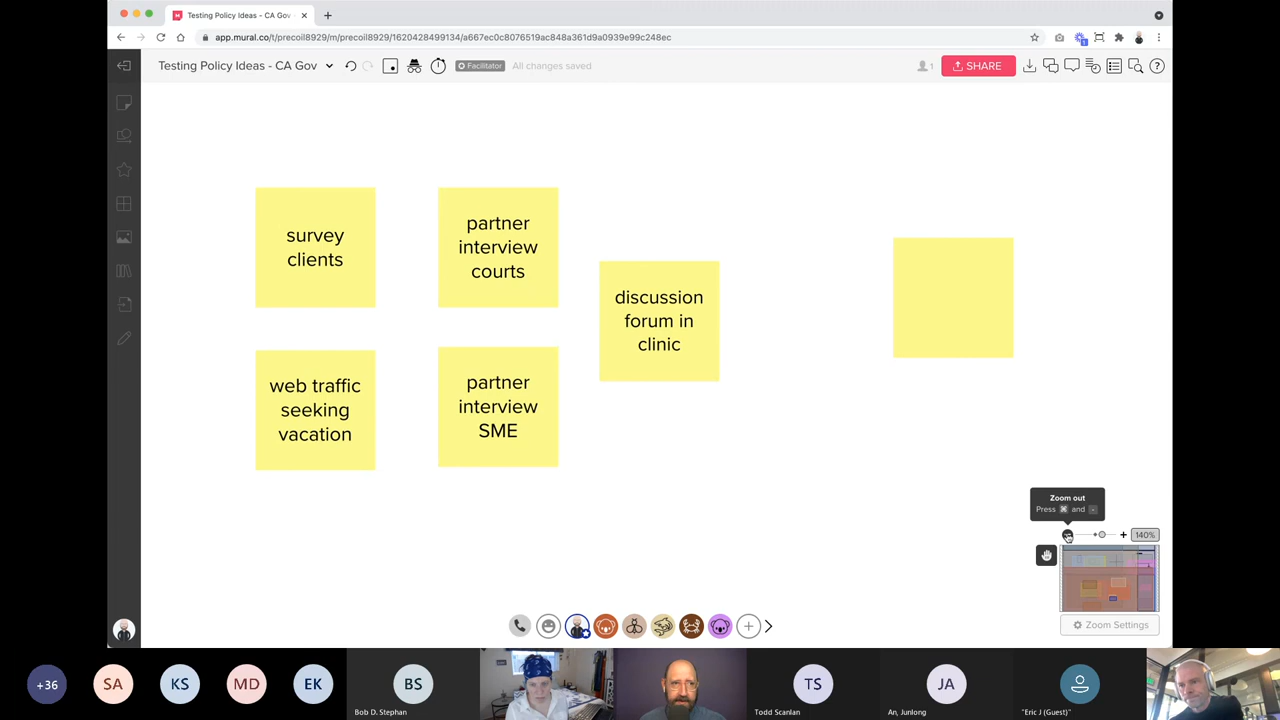 Testing Policy Ideas - CA Gov
app.mural.co/t/precoil8929/m/precoil8929/1620428499134/a667ec0c8076519ac848a361d9a0939e99c248ec
Testing Policy Ideas - CA Gov
Facilitator
All changes saved
1
SHARE
survey
clients
partner
interview
courts
discussion
forum in
clinic
web traffic
seeking
vacation
partner
interview
SME
Zoom out
Press ⌘ and -
140%
Zoom Settings
+36
SA
KS
MD
EK
BS
Bob D. Stephan
TS
Todd Scanlan
JA
An, Junlong
"Eric J (Guest)"